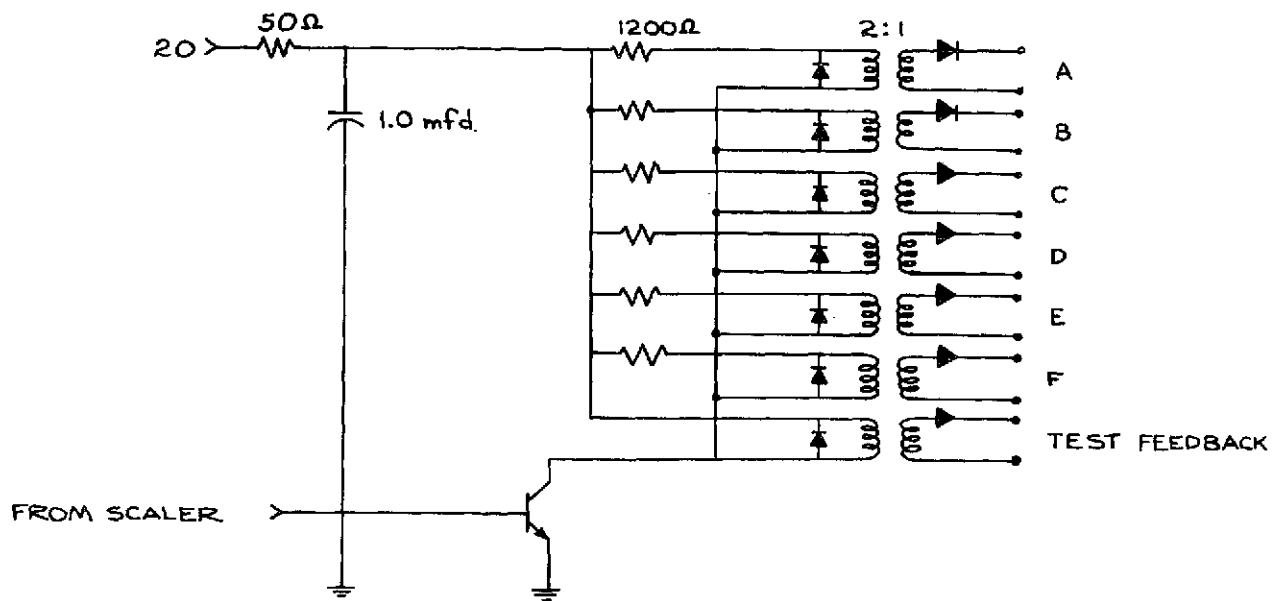 50Ω
1200Ω
2:1
20
A
1.0 mfd.
B
C
D
E
F
TEST FEEDBACK
FROM SCALER